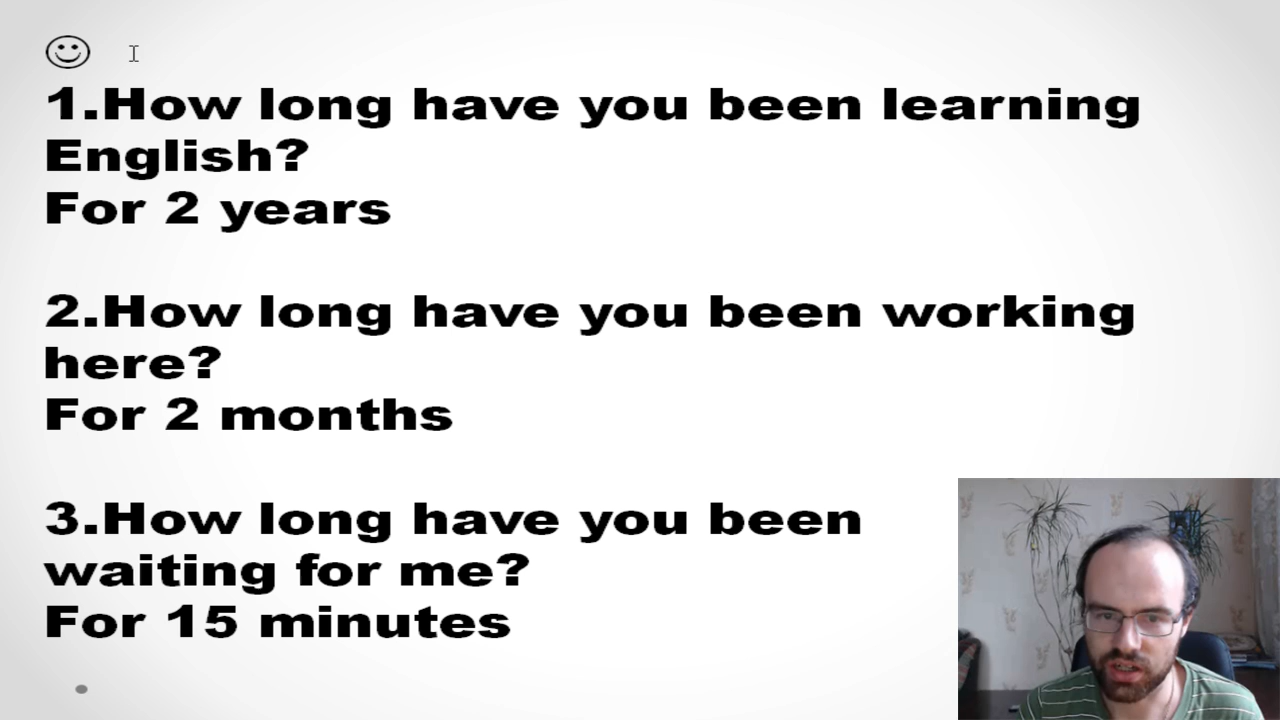 1.How long have you been learning
English?
For 2 years
2.How long have you been working
here?
For 2 months
3.How long have you been
waiting for me?
For 15 minutes